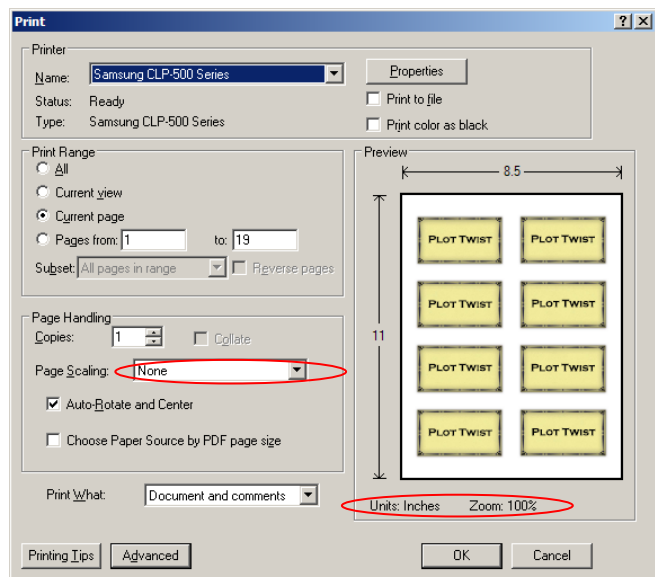 Print
Printer
Name: Samsung CLP-500 Series
Properties
Status: Ready
Print to file
Type: Samsung CLP-500 Series
Print color as black
Print Range
All
Current view
Current page
Pages from: 1 to: 19
Subset: All pages in range Reverse pages
Page Handling
Copies: 1 Collate
Page Scaling: None
Auto-Rotate and Center
Choose Paper Source by PDF page size
Print What: Document and comments
Preview
8.5
11
PLOT TWIST PLOT TWIST
PLOT TWIST PLOT TWIST
PLOT TWIST PLOT TWIST
PLOT TWIST PLOT TWIST
Units: Inches Zoom: 100%
Printing Tips Advanced OK Cancel